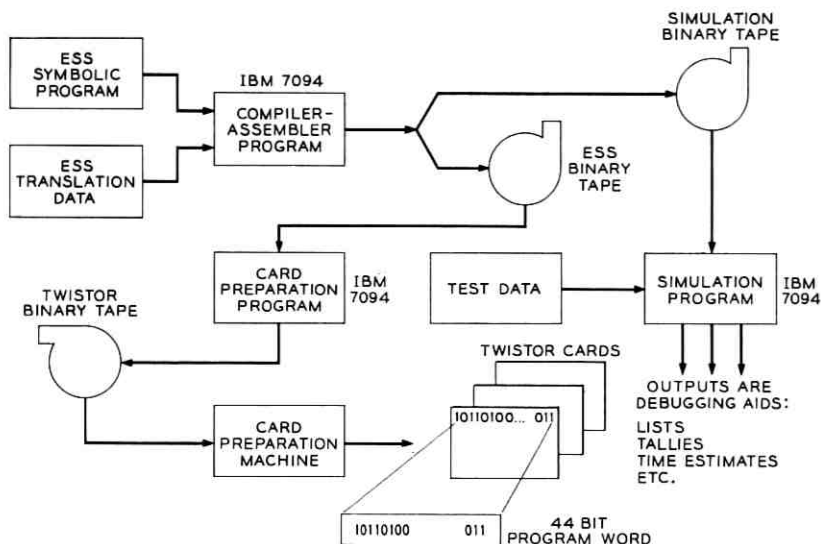 SIMULATION
BINARY TAPE
ESS
SYMBOLIC
PROGRAM
IBM 7094
COMPILER-
ASSEMBLER
PROGRAM
ESS
TRANSLATION
DATA
ESS
BINARY
TAPE
CARD
PREPARATION
PROGRAM
IBM
7094
TEST DATA
SIMULATION
PROGRAM
IBM
7094
TWISTOR
BINARY TAPE
TWISTOR CARDS
10110100... 011
OUTPUTS ARE
DEBUGGING AIDS:
LISTS
TALLIES
TIME ESTIMATES
ETC.
CARD
PREPARATION
MACHINE
10110100 011
44 BIT
PROGRAM WORD